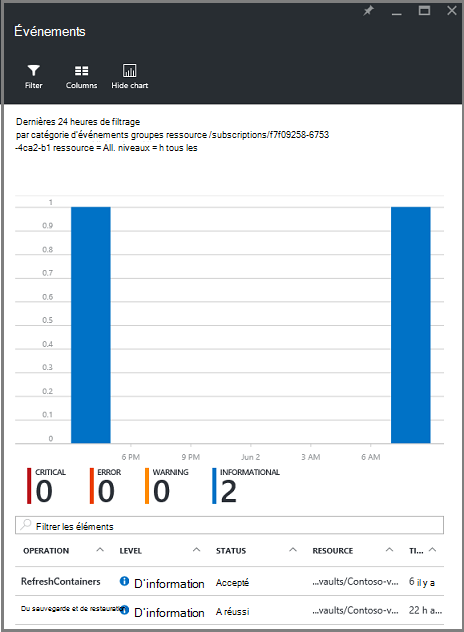 Événements
Filter Columns Hide chart
Dernières 24 heures de filtrage
par catégorie d'événements groupes ressource /subscriptions/f7f09258-6753
-4ca2-b1 ressource = All. niveaux = h tous les
1
0.9
0.8
0.7
0.6
0.5
0.4
0.3
0.2
0.1
0
6 PM 9 PM Jun 2 3 AM 6 AM
CRITICAL ERROR WARNING INFORMATIONAL
0 0 0 2
Filtrer les éléments
OPERATION LEVEL STATUS RESOURCE TI...
RefreshContainers D'information Accepté ...vaults/Contoso-v... 6 il y a
Du sauvegarde et de restauratio D'information A réussi ...vaults/Contoso-v... 22 h a...